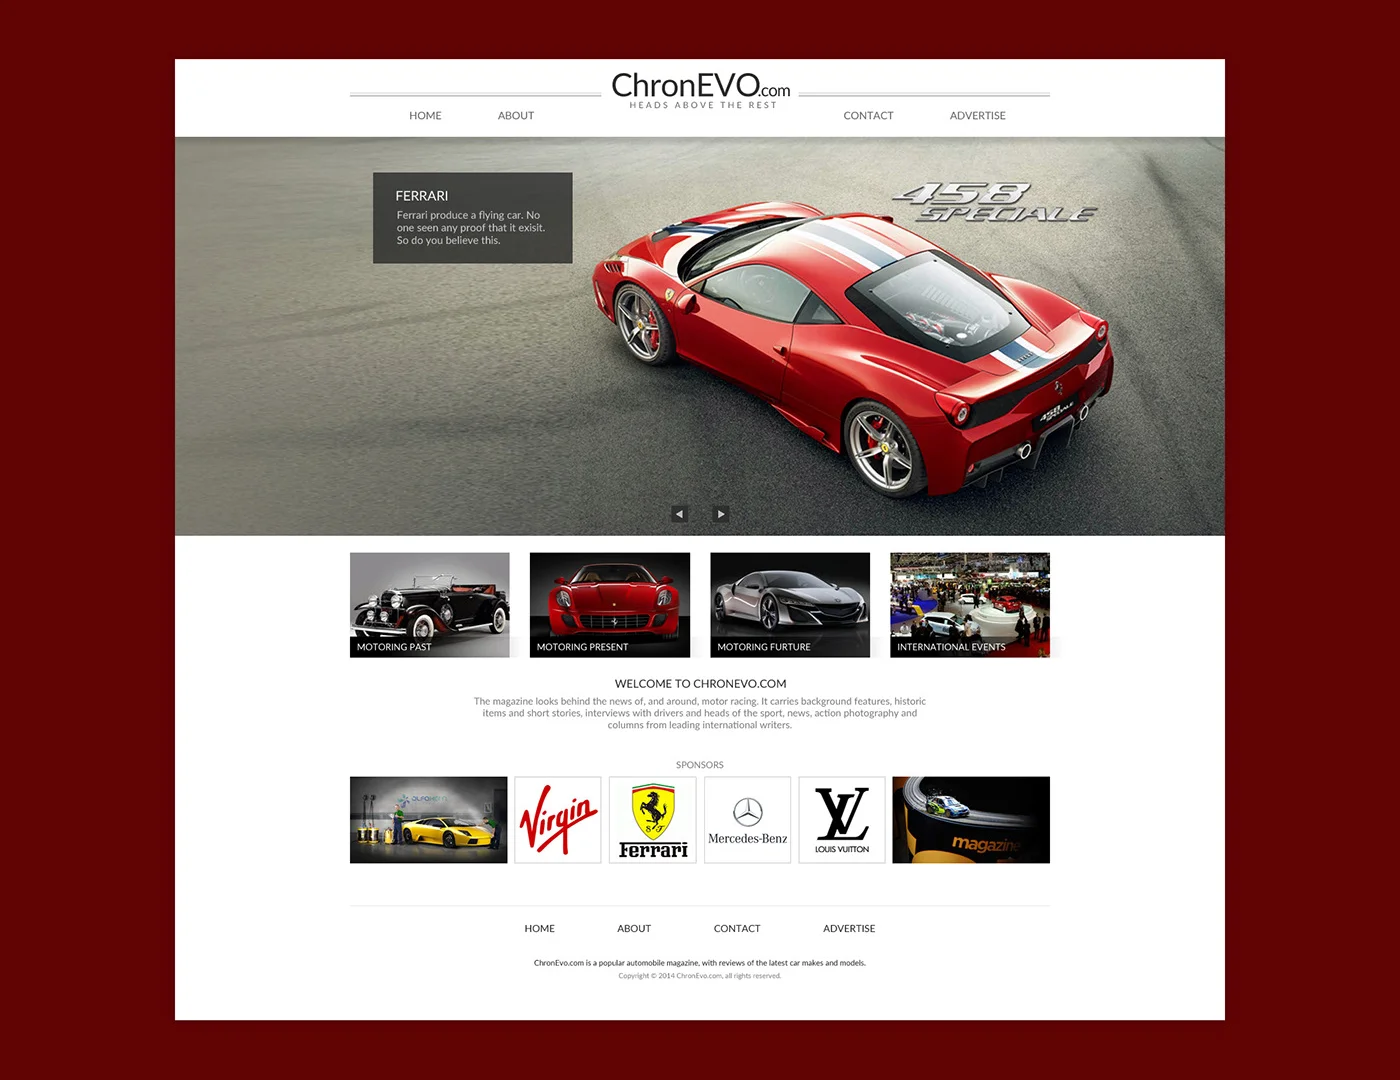 ChronEVO.com
HEADS ABOVE THE REST
HOME
ABOUT
CONTACT
ADVERTISE
FERRARI
Ferrari produce a flying car. No
one seen any proof that it exisit.
So do you believe this.
458
SPECIALE
458
SPECIALE
MOTORING PAST
MOTORING PRESENT
MOTORING FURTURE
INTERNATIONAL EVENTS
WELCOME TO CHRONEVO.COM
The magazine looks behind the news of, and around, motor racing. It carries background features, historic
items and short stories, interviews with drivers and heads of the sport, news, action photography and
columns from leading international writers.
SPONSORS
Virgin
S F
Ferrari
Mercedes-Benz
LV
LOUIS VUITTON
magazine
HOME
ABOUT
CONTACT
ADVERTISE
ChronEvo.com is a popular automobile magazine, with reviews of the latest car makes and models.
Copyright © 2014 ChronEvo.com, all rights reserved.